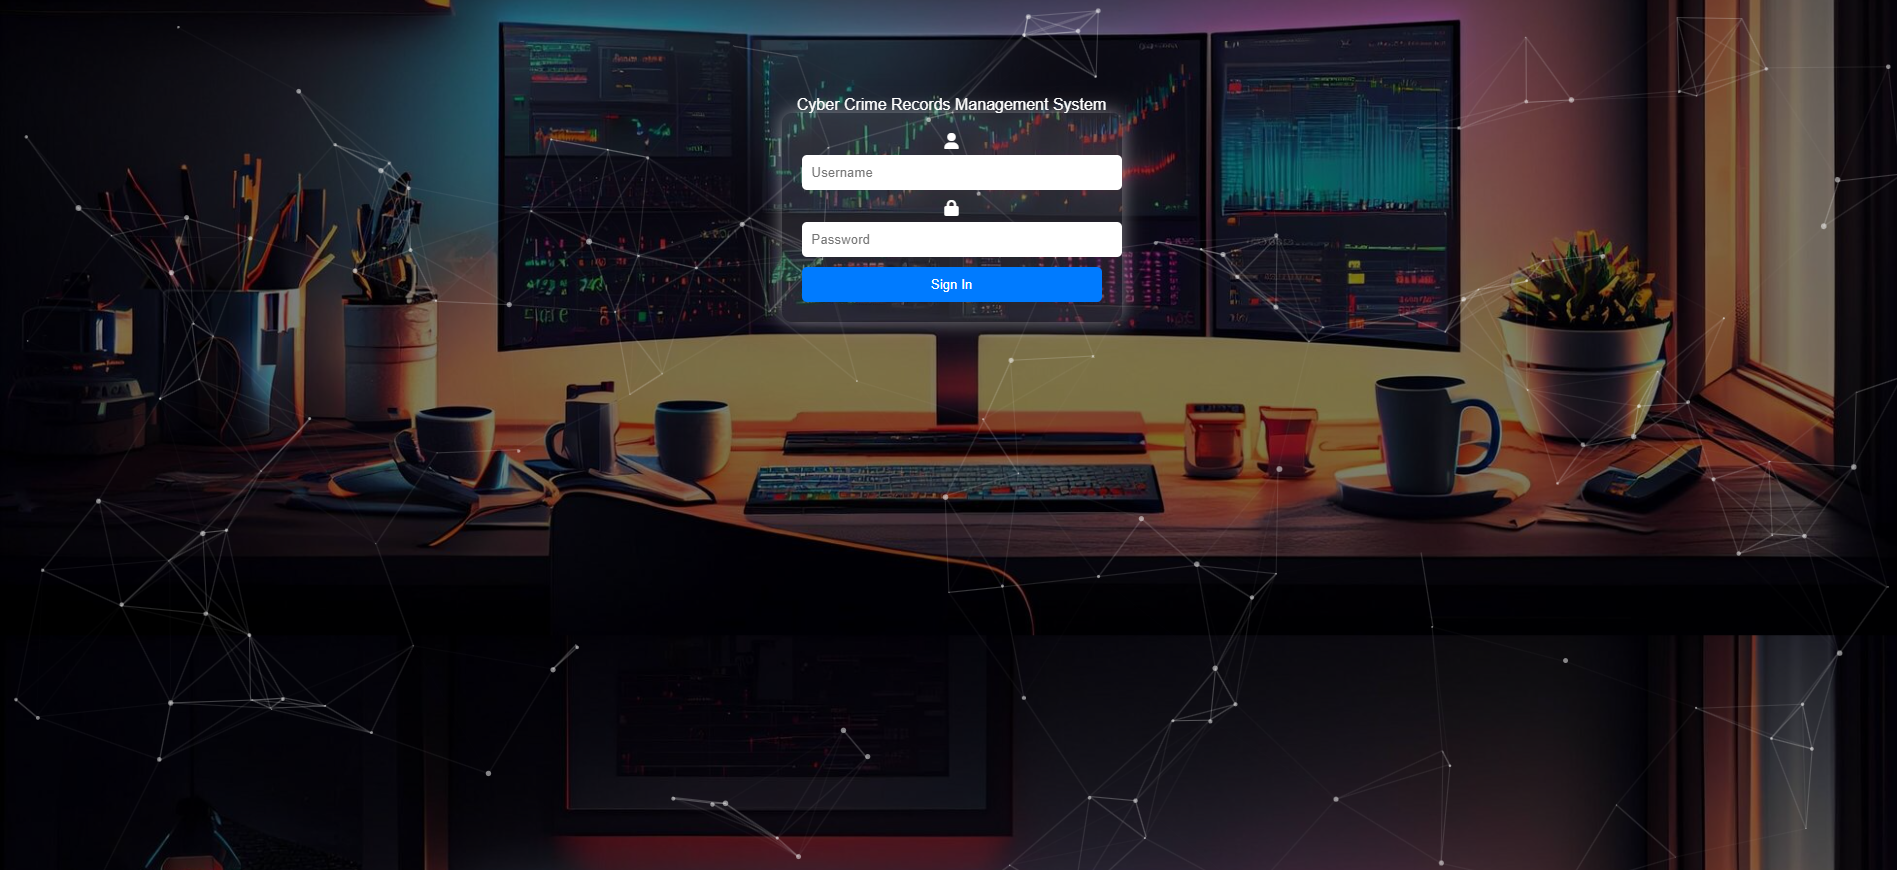 Cyber Crime Records Management System
Username
Password
Sign In